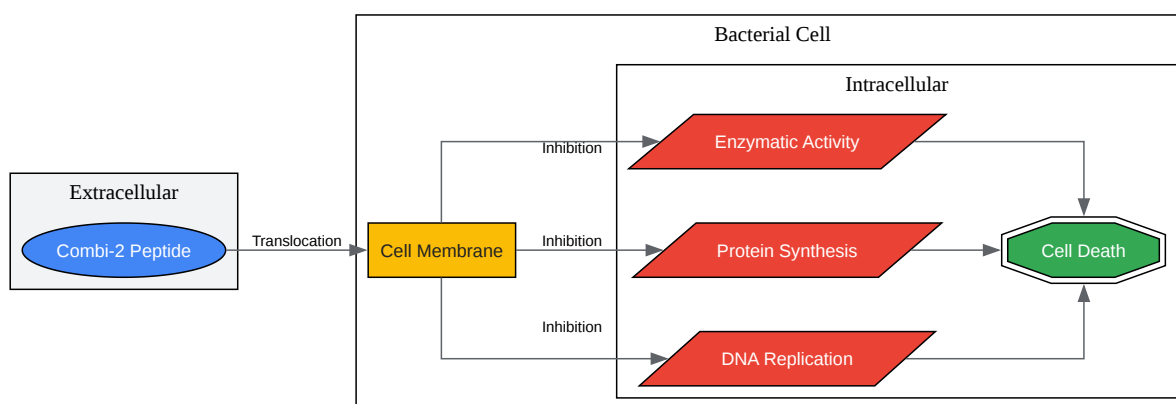 Bacterial Cell
Intracellular
Inhibition
Enzymatic Activity
Extracellular
Combi-2 Peptide
Translocation
Cell Membrane
Inhibition
Protein Synthesis
Cell Death
Inhibition
DNA Replication